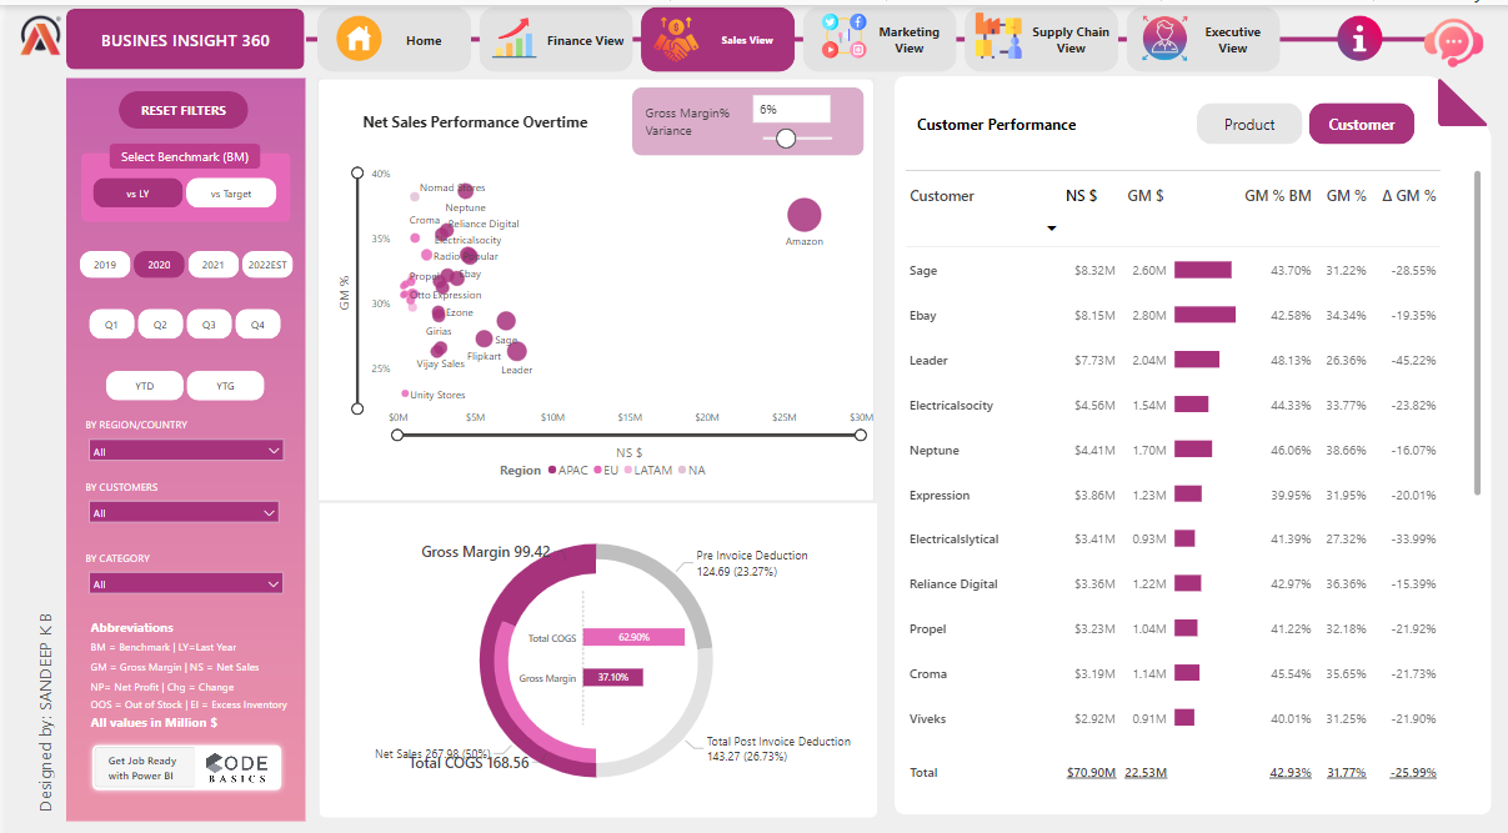 BUSINES INSIGHT 360
Home
Finance View
Sales View
Marketing
View
Supply Chain
View
Executive
View
RESET FILTERS
Select Benchmark (BM)
vs LY
vs Target
2019
2020
2021
2022EST
Q1
Q2
Q3
Q4
YTD
YTG
BY REGION/COUNTRY
All
BY CUSTOMERS
All
BY CATEGORY
All
Abbreviations
BM = Benchmark | LY=Last Year
GM = Gross Margin | NS = Net Sales
NP= Net Profit | Chg = Change
OOS = Out of Stock | EI = Excess Inventory
All values in Million $
Get Job Ready
with Power BI
CODE
BASICS
Designed by: SANDEEP K B
Net Sales Performance Overtime
Gross Margin%
Variance
6%
GM %
40%
35%
30%
25%
Nomad Stores
Neptune
Croma
Reliance Digital
Electricalsocity
Radio Popular
Propel
Ebay
Otto
Expression
Ezone
Girias
Sage
Flipkart
Vijay Sales
Leader
Unity Stores
Amazon
$0M
$5M
$10M
$15M
$20M
$25M
$30M
NS $
Region APAC EU LATAM NA
Gross Margin 99.42
Pre Invoice Deduction
124.69 (23.27%)
Total COGS 62.90%
Gross Margin 37.10%
Net Sales 267.98 (50%)
Total COGS 168.56
Total Post Invoice Deduction
143.27 (26.73%)
Customer Performance
Product
Customer
Customer NS $ GM $ GM % BM GM % Δ GM %
Sage $8.32M 2.60M 43.70% 31.22% -28.55%
Ebay $8.15M 2.80M 42.58% 34.34% -19.35%
Leader $7.73M 2.04M 48.13% 26.36% -45.22%
Electricalsocity $4.56M 1.54M 44.33% 33.77% -23.82%
Neptune $4.41M 1.70M 46.06% 38.66% -16.07%
Expression $3.86M 1.23M 39.95% 31.95% -20.01%
Electricalslytical $3.41M 0.93M 41.39% 27.32% -33.99%
Reliance Digital $3.36M 1.22M 42.97% 36.36% -15.39%
Propel $3.23M 1.04M 41.22% 32.18% -21.92%
Croma $3.19M 1.14M 45.54% 35.65% -21.73%
Viveks $2.92M 0.91M 40.01% 31.25% -21.90%
Total $70.90M 22.53M 42.93% 31.77% -25.99%